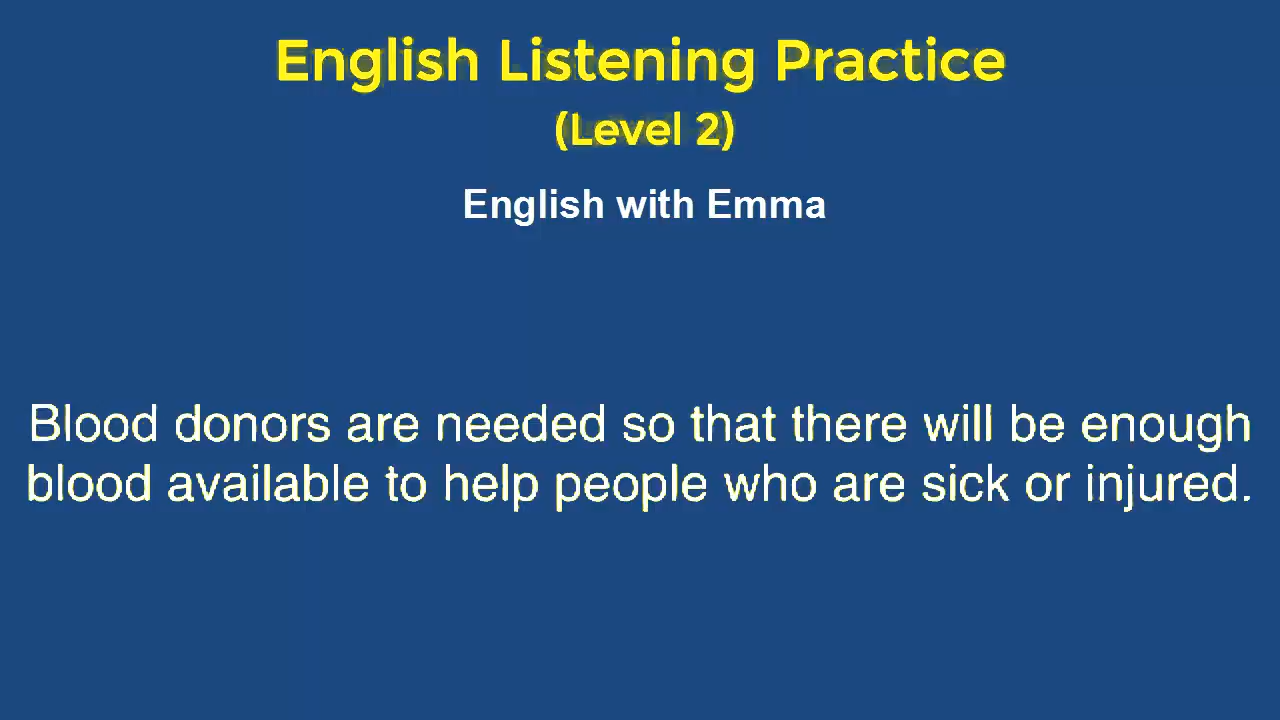 English Listening Practice
(Level 2)
English with Emma
Blood donors are needed so that there will be enough
blood available to help people who are sick or injured.